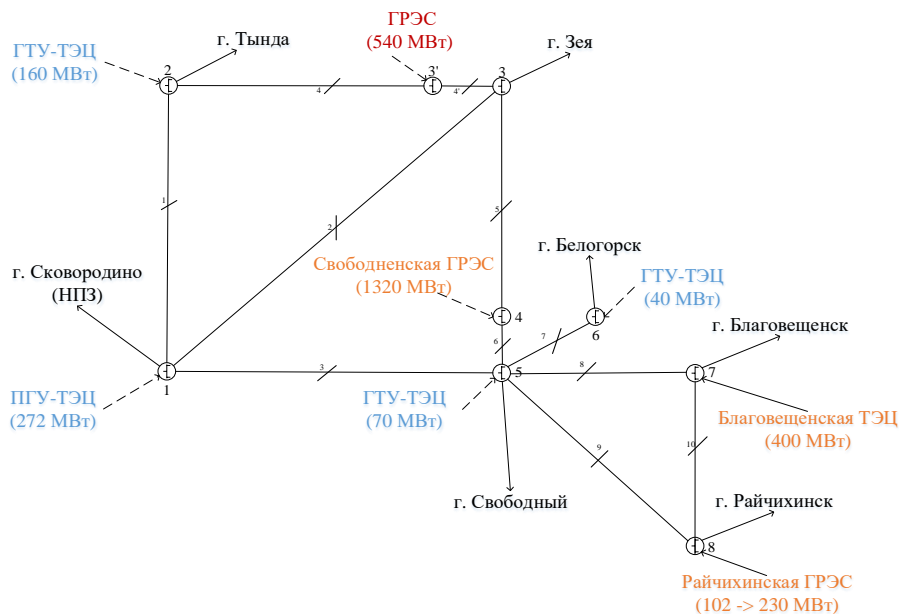 ГРЭС
(540 МВт)
г. Тында
г. Зея
ГТУ-ТЭЦ
(160 МВт)
2
3'
3
4
4'
1
2
5
г. Белогорск
г. Сковородино
(НПЗ)
Свободненская ГРЭС
(1320 МВт)
ГТУ-ТЭЦ
(40 МВт)
4
6
г. Благовещенск
6
7
3
5
8
7
ПГУ-ТЭЦ
(272 МВт)
1
ГТУ-ТЭЦ
(70 МВт)
Благовещенская ТЭЦ
(400 МВт)
9
10
г. Свободный
г. Райчихинск
8
Райчихинская ГРЭС
(102 -> 230 МВт)